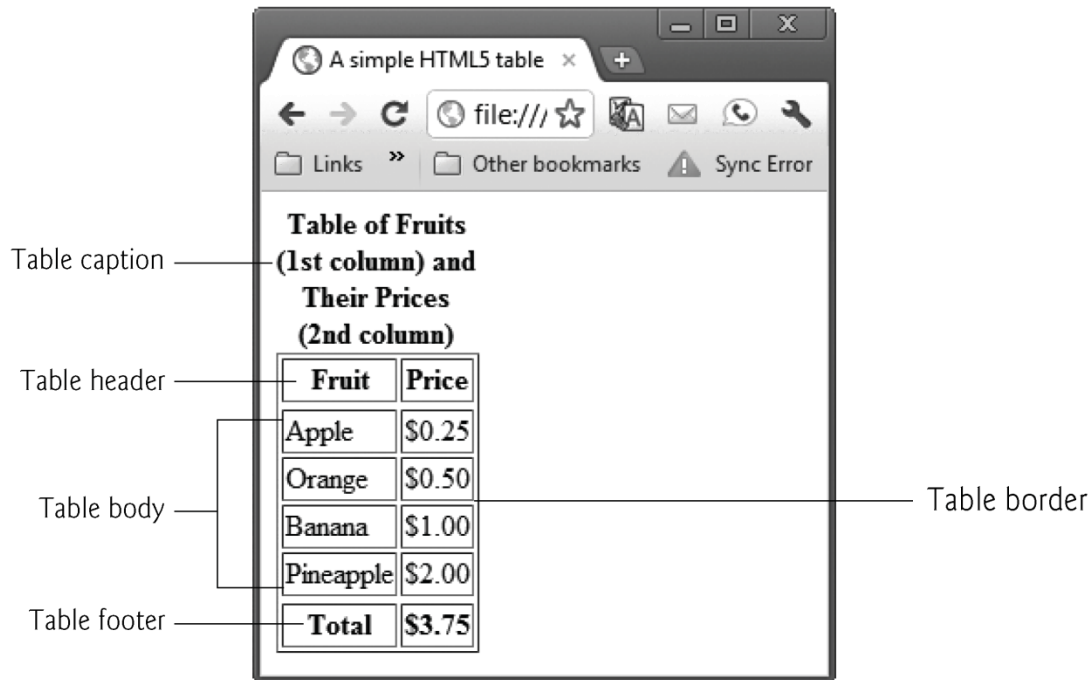 A simple HTML5 table
file:///
Links » Other bookmarks Sync Error
Table of Fruits
(1st column) and
Their Prices
(2nd column)
Fruit Price
Apple $0.25
Orange $0.50
Banana $1.00
Pineapple $2.00
Total $3.75
Table caption
Table header
Table body
Table footer
Table border